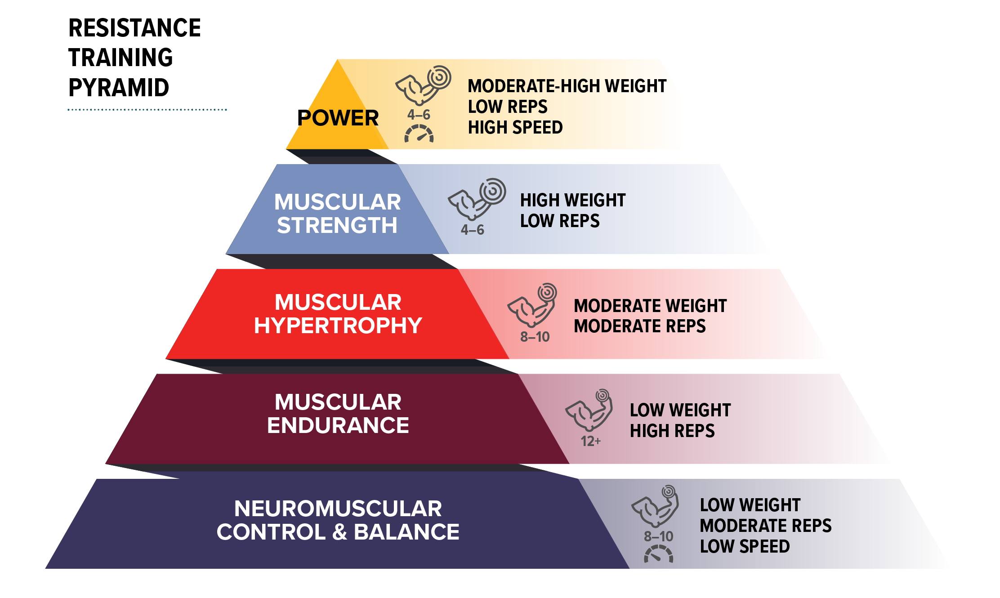 RESISTANCE
TRAINING
PYRAMID
POWER
4–6
MODERATE-HIGH WEIGHT
LOW REPS
HIGH SPEED
MUSCULAR
STRENGTH
4–6
HIGH WEIGHT
LOW REPS
MUSCULAR
HYPERTROPHY
8–10
MODERATE WEIGHT
MODERATE REPS
MUSCULAR
ENDURANCE
12+
LOW WEIGHT
HIGH REPS
NEUROMUSCULAR
CONTROL & BALANCE
8–10
LOW WEIGHT
MODERATE REPS
LOW SPEED